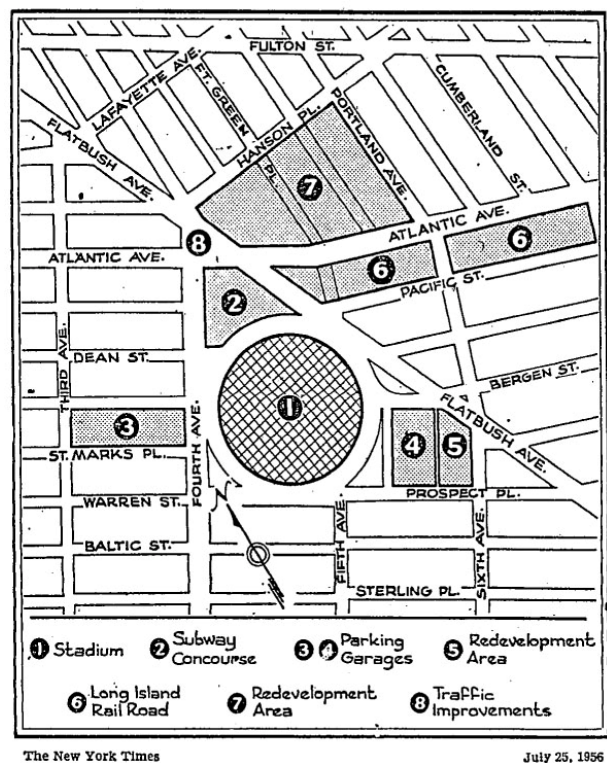 FULTON ST.
LAFAYETTE AVE.
FT. GREEN
PL.
CUMBERLAND
ST.
HANSON PL.
PORTLAND AVE.
FLATBUSH AVE.
7
8
ATLANTIC AVE.
ATLANTIC AVE.
6
6
2
PACIFIC ST.
THIRD AVE.
DEAN ST.
BERGEN ST.
1
FLATBUSH AVE.
3
4
5
ST. MARKS PL.
FOURTH AVE.
N
PROSPECT PL.
WARREN ST.
FIFTH AVE.
SIXTH AVE.
BALTIC ST.
STERLING PL.
1 Stadium
2 Subway
Concourse
3 4 Parking
Garages
5 Redevelopment
Area
6 Long Island
Rail Road
7 Redevelopment
Area
8 Traffic
Improvements
The New York Times
July 25, 1956